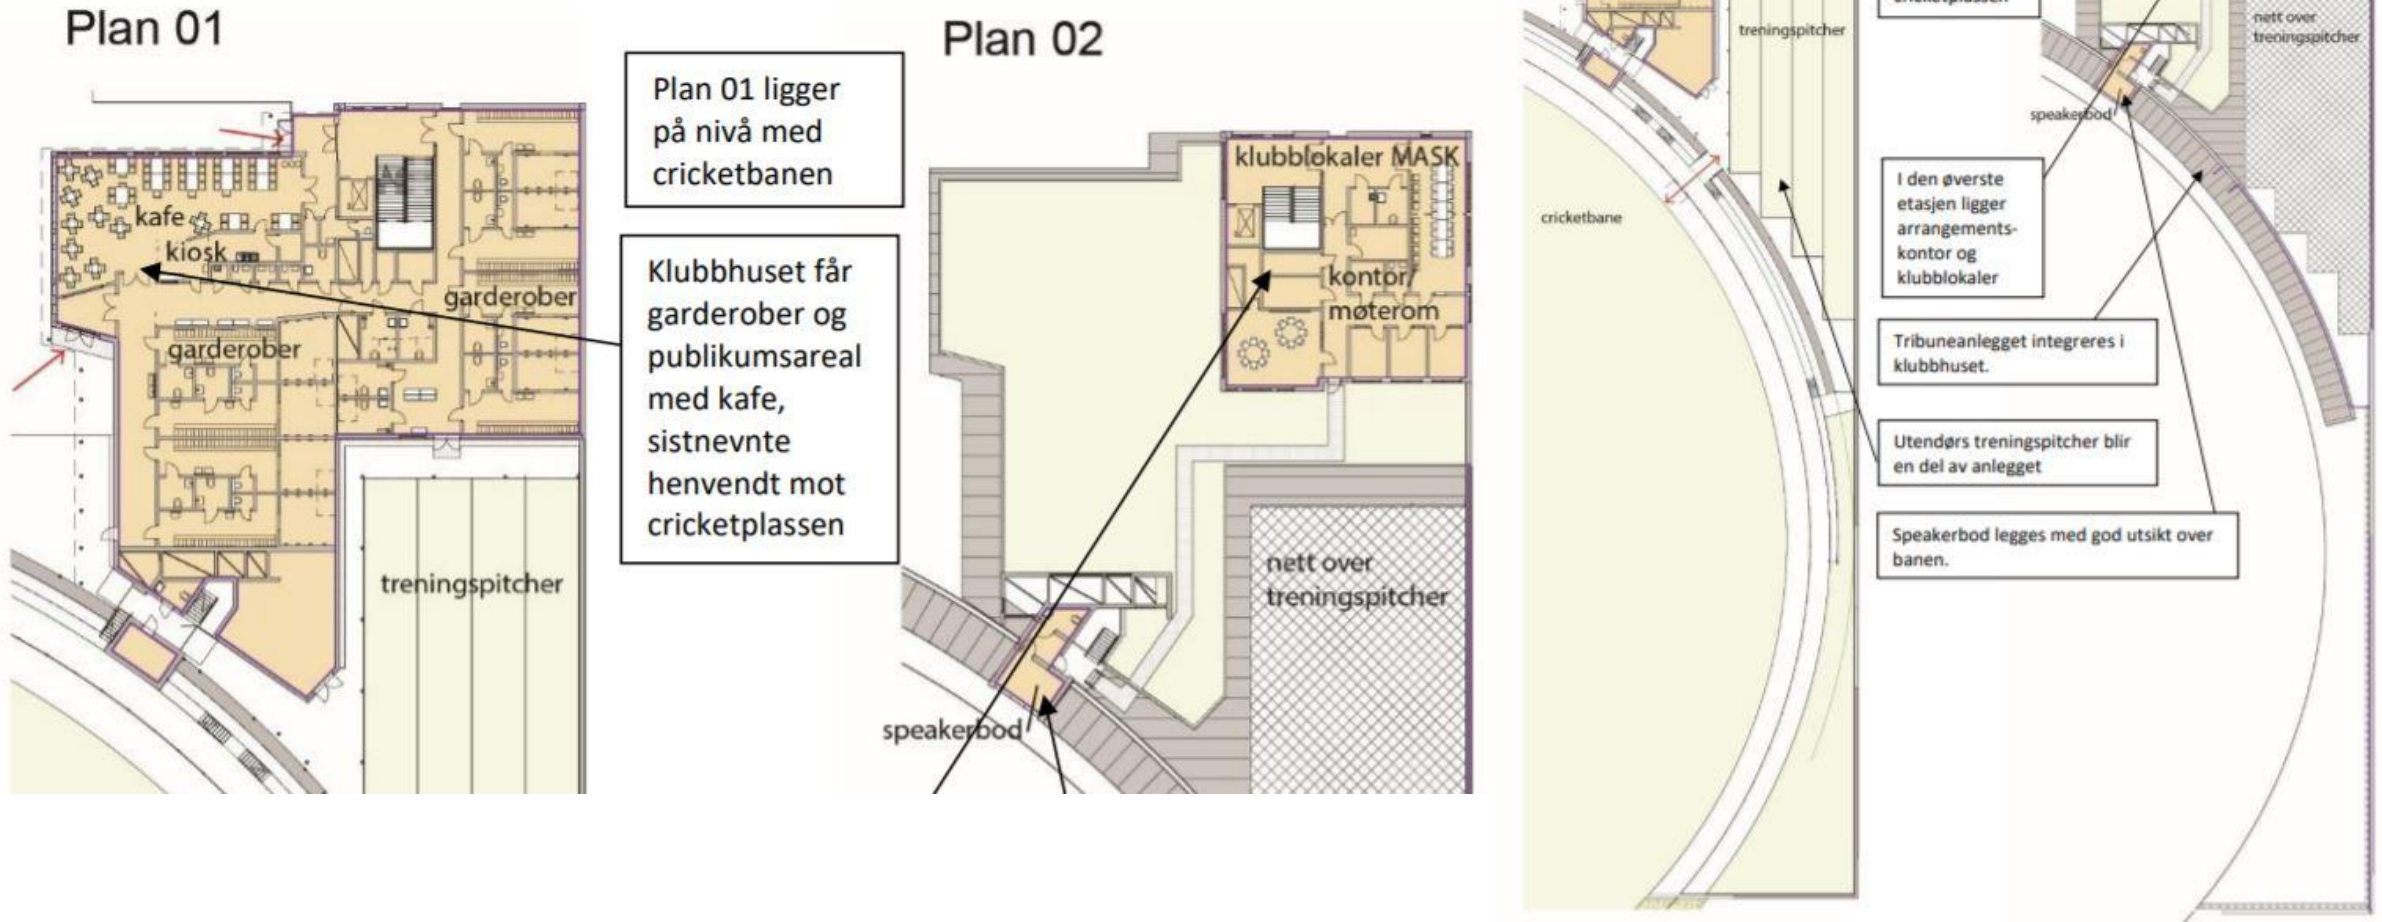 Plan 01
kafe
kiosk
garderober
garderober
treningspitcher
Plan 01 ligger
på nivå med
cricketbanen
Klubbhuset får
garderober og
publikumsareal
med kafe,
sistnevnte
henvendt mot
cricketplassen
Plan 02
klubblokaler MASK
kontor/
møterom
nett over
treningspitcher
speakerbod
treningspitcher
cricketbane
cricketplassen
nett over
treningspitcher
speakerbod
I den øverste
etasjen ligger
arrangements-
kontor og
klubblokaler
Tribuneanlegget integreres i
klubbhuset.
Utendørs treningspitcher blir
en del av anlegget
Speakerbod legges med god utsikt over
banen.